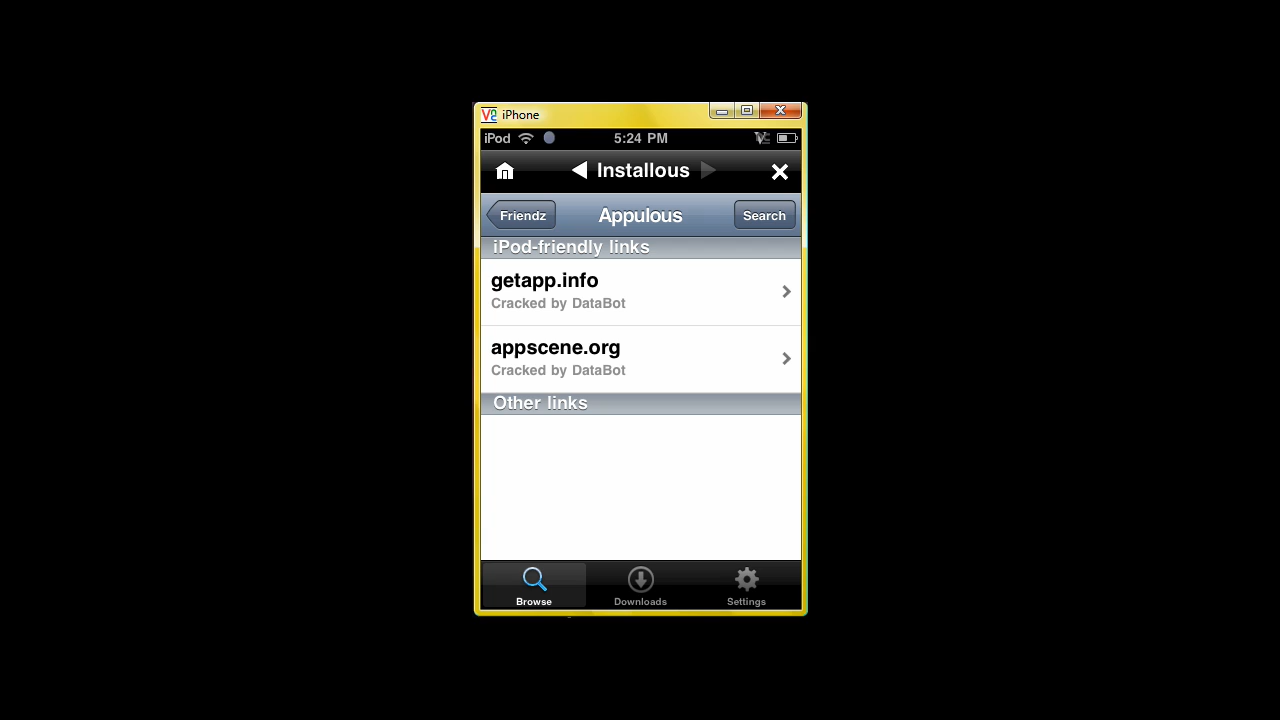 iPhone
iPod 5:24 PM
Installous
Friendz Appulous Search
iPod-friendly links
getapp.info
Cracked by DataBot
appscene.org
Cracked by DataBot
Other links
Browse Downloads Settings